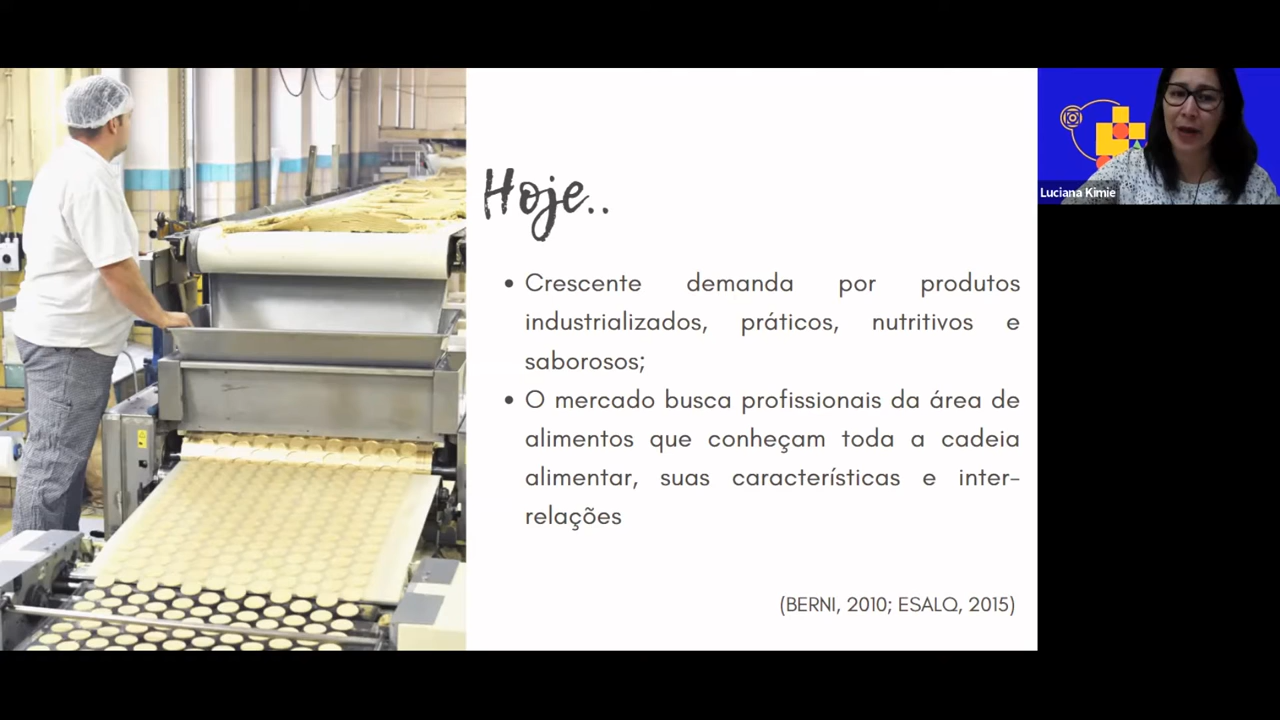 Hoje..
Crescente demanda por produtos
industrializados, práticos, nutritivos e
saborosos;
O mercado busca profissionais da área de
alimentos que conheçam toda a cadeia
alimentar, suas características e inter-
relações
(BERNI, 2010; ESALQ, 2015)
Luciana Kimie